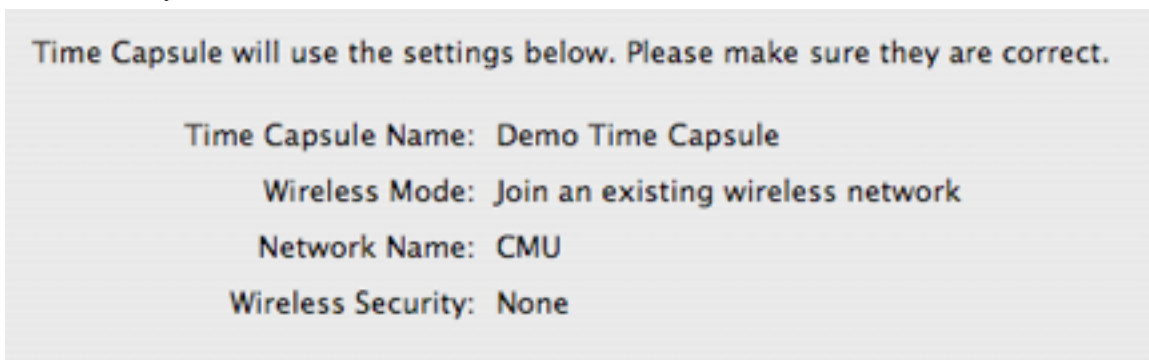 Time Capsule will use the settings below. Please make sure they are correct.
Time Capsule Name: Demo Time Capsule
Wireless Mode: Join an existing wireless network
Network Name: CMU
Wireless Security: None